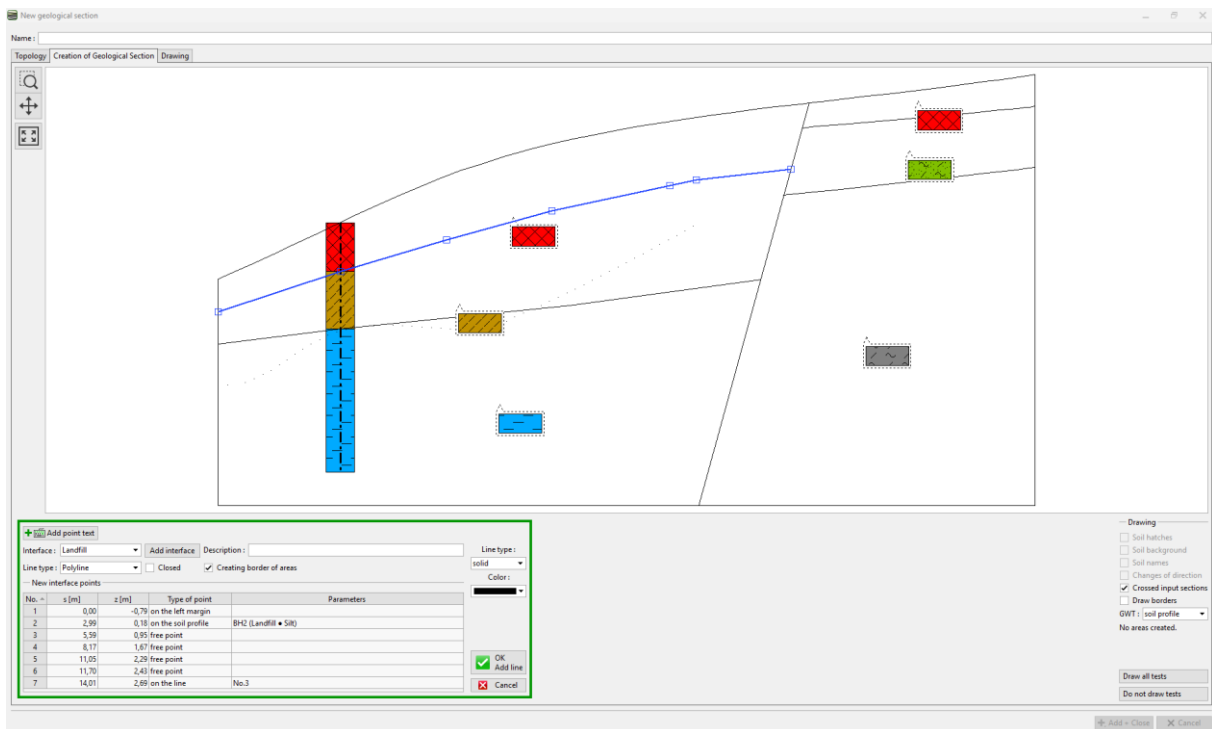 New geological section
Name :
Topology Creation of Geological Section Drawing
Add point text
Interface : Landfill Add interface Description :
Line type : Polyline Closed Creating border of areas
New interface points
No. s [m] z [m] Type of point Parameters
1 0,00 -0,79 on the left margin
2 2,99 0,18 on the soil profile BH2 (Landfill ● Silt)
3 5,59 0,95 free point
4 8,17 1,67 free point
5 11,05 2,29 free point
6 11,70 2,43 free point
7 14,01 2,69 on the line No.3
Line type :
solid
Color :
OK
Add line
Cancel
Drawing
Soil hatches
Soil background
Soil names
Changes of direction
Crossed input sections
Draw borders
GWT : soil profile
No areas created.
Draw all tests
Do not draw tests
Add + Close Cancel